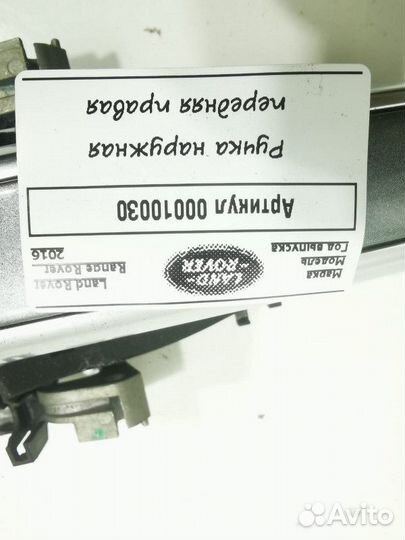 Марка Land Rover
Модель Range Rover
Год выпуска 2016
LAND
ROVER
Артикул 00010030
Ручка наружная
передняя правая
Avito